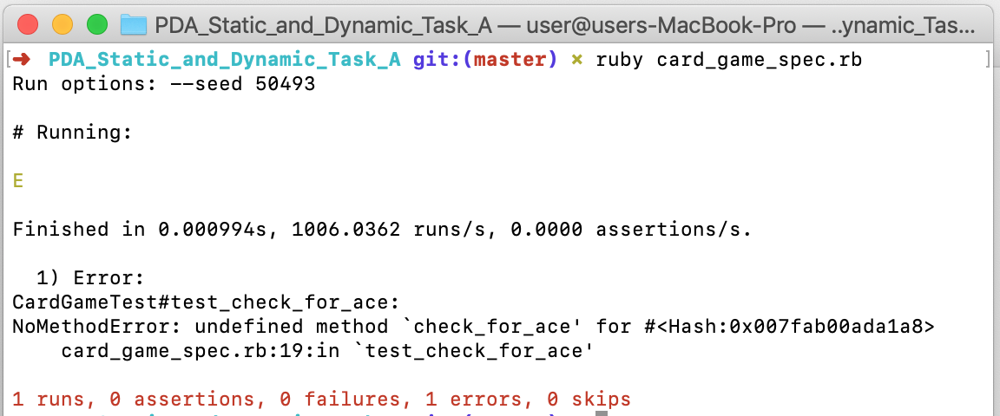 PDA_Static_and_Dynamic_Task_A — user@users-MacBook-Pro — ..ynamic_Tas...
[➜ PDA_Static_and_Dynamic_Task_A git:(master) × ruby card_game_spec.rb ]
Run options: --seed 50493
# Running:
E
Finished in 0.000994s, 1006.0362 runs/s, 0.0000 assertions/s.
1) Error:
CardGameTest#test_check_for_ace:
NoMethodError: undefined method `check_for_ace' for #<Hash:0x007fab00ada1a8>
card_game_spec.rb:19:in `test_check_for_ace'
1 runs, 0 assertions, 0 failures, 1 errors, 0 skips